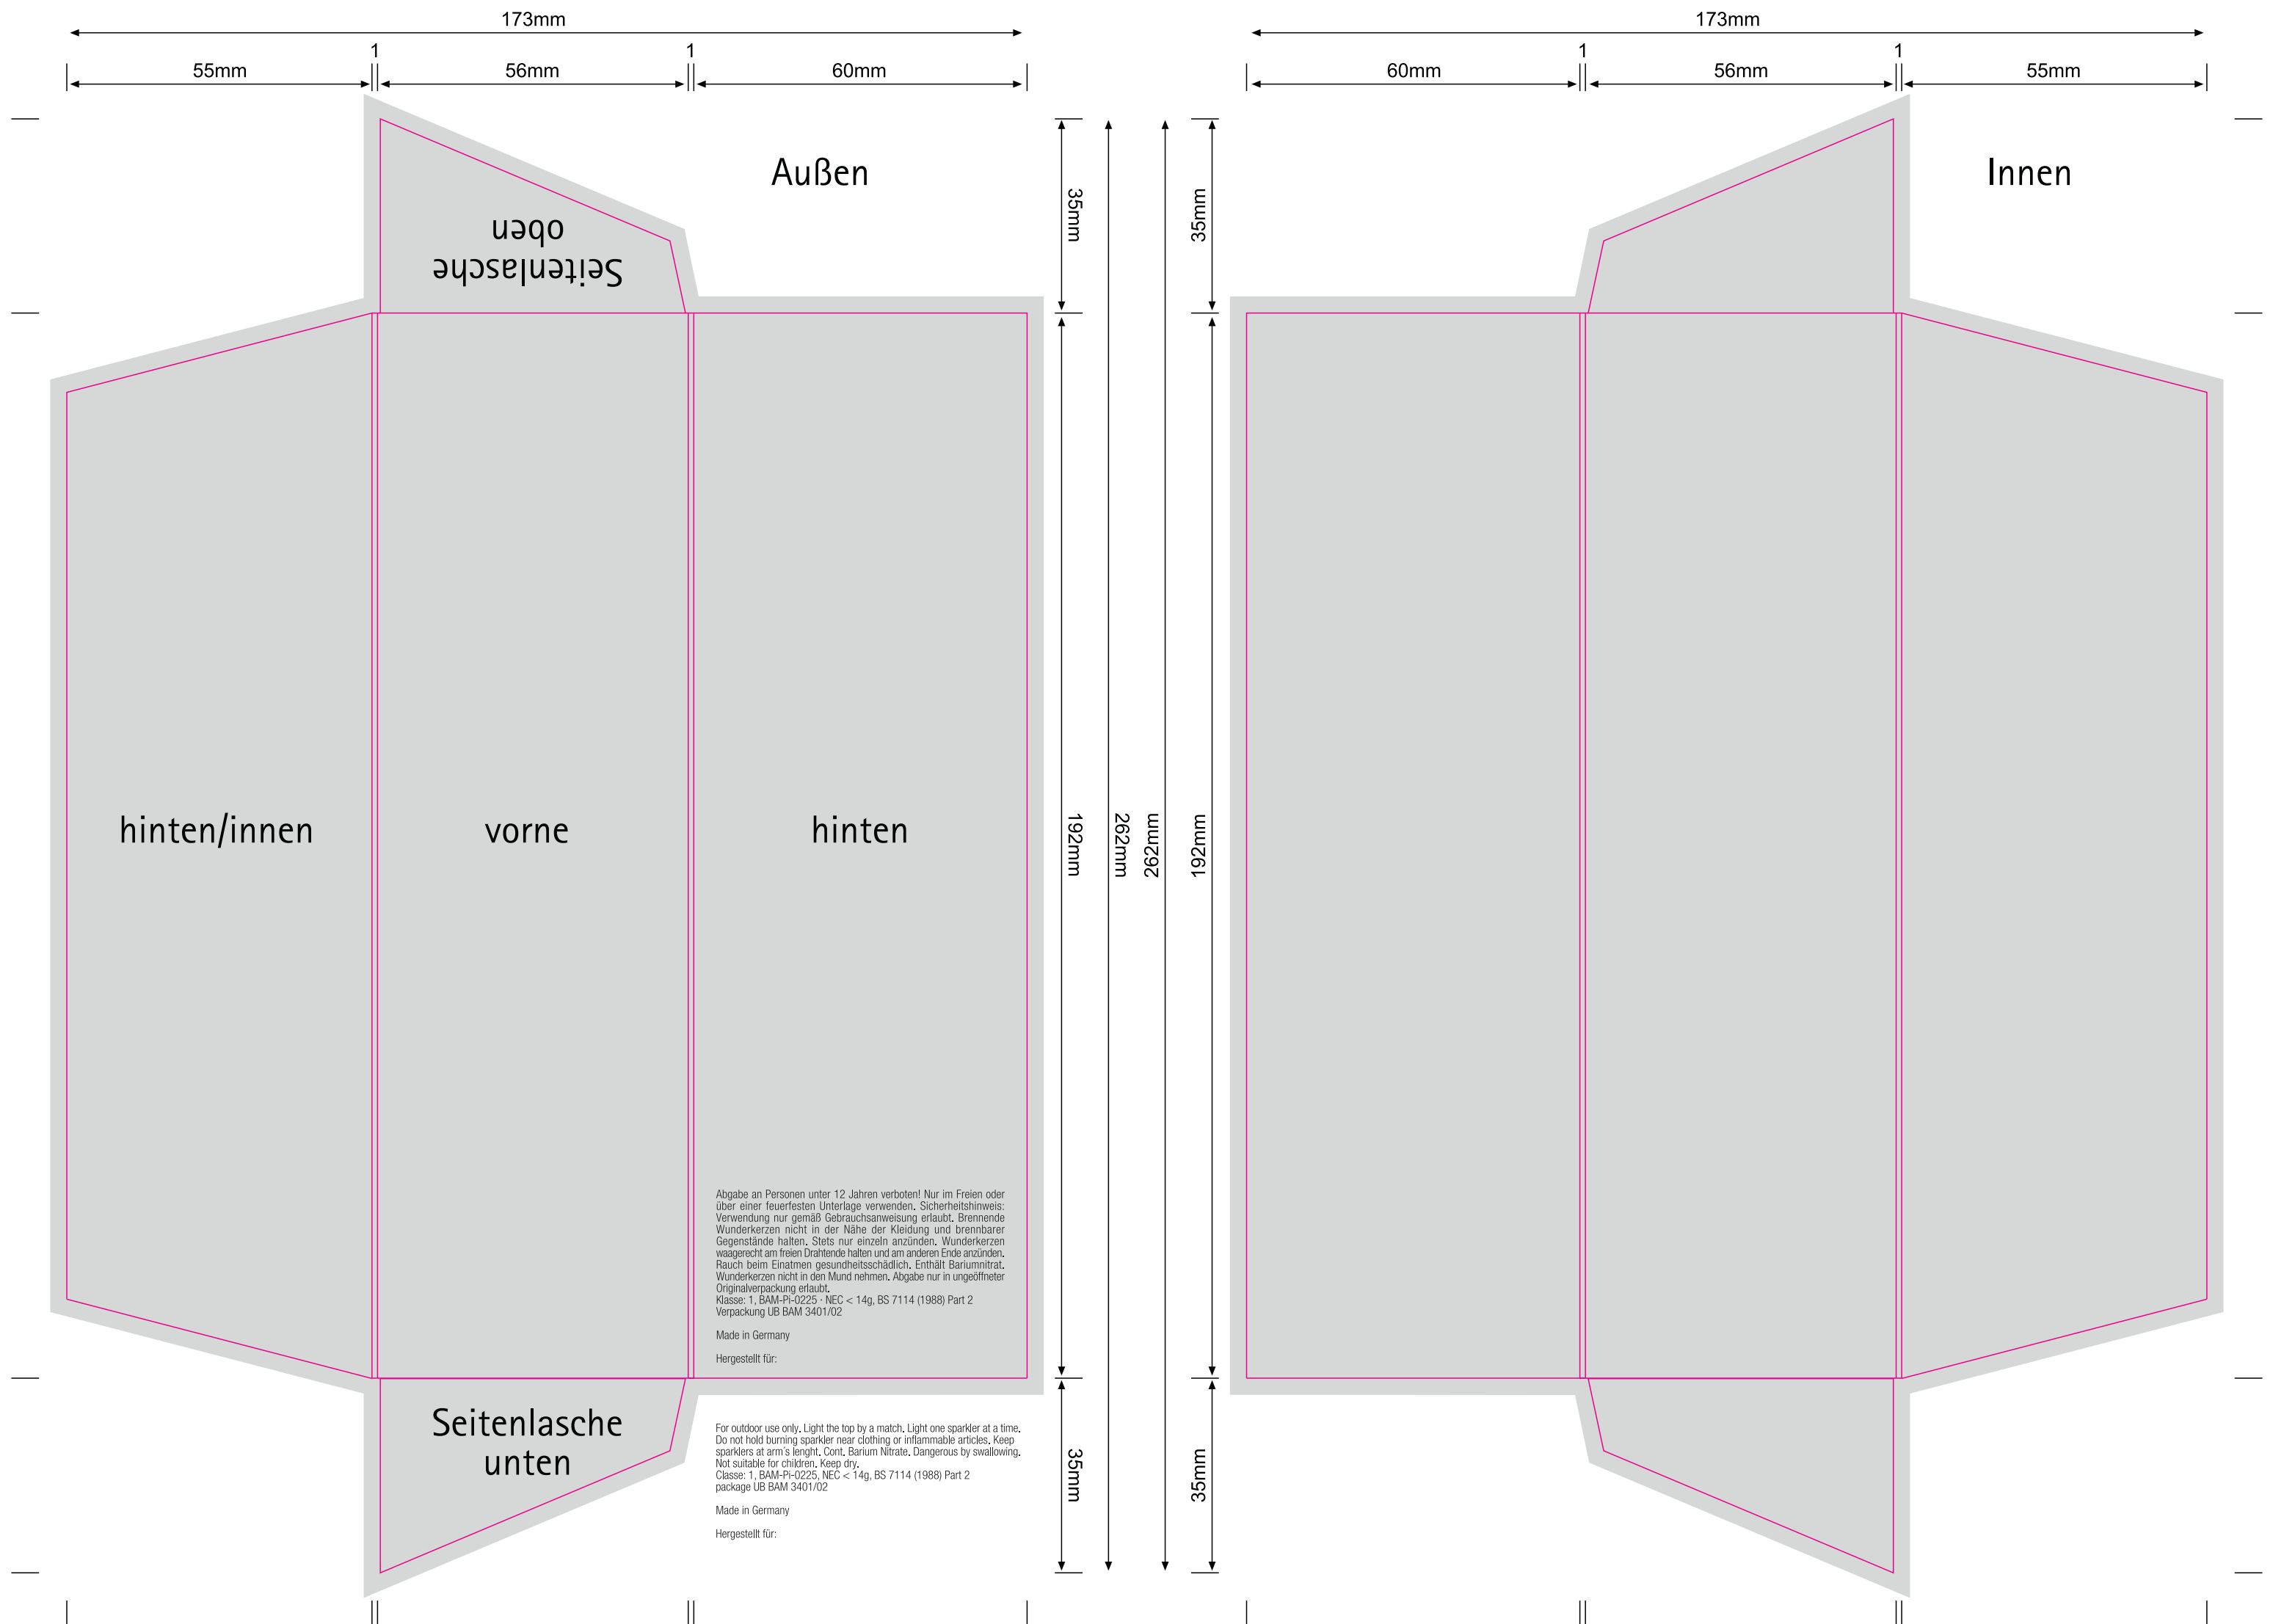 173mm
173mm
1
1
1
1
55mm
56mm
60mm
60mm
56mm
55mm
Außen
Innen
Seitenlasche
oben
35mm
35mm
hinten/innen
vorne
hinten
192mm
262mm
262mm
192mm
Abgabe an Personen unter 12 Jahren verboten! Nur im Freien oder
über einer feuerfesten Unterlage verwenden. Sicherheitshinweis:
Verwendung nur gemäß Gebrauchsanweisung erlaubt. Brennende
Wunderkerzen nicht in der Nähe der Kleidung und brennbarer
Gegenstände halten. Stets nur einzeln anzünden. Wunderkerzen
waagerecht am freien Drahtende halten und am anderen Ende anzünden.
Rauch beim Einatmen gesundheitsschädlich. Enthält Bariumnitrat.
Wunderkerzen nicht in den Mund nehmen. Abgabe nur in ungeöffneter
Originalverpackung erlaubt.
Klasse: 1, BAM-Pi-0225 · NEC < 14g, BS 7114 (1988) Part 2
Verpackung UB BAM 3401/02
Made in Germany
Hergestellt für:
Seitenlasche
unten
For outdoor use only. Light the top by a match. Light one sparkler at a time.
Do not hold burning sparkler near clothing or inflammable articles. Keep
sparklers at arm´s lenght. Cont. Barium Nitrate. Dangerous by swallowing.
Not suitable for children. Keep dry.
Classe: 1, BAM-Pi-0225, NEC < 14g, BS 7114 (1988) Part 2
package UB BAM 3401/02
Made in Germany
Hergestellt für:
35mm
35mm